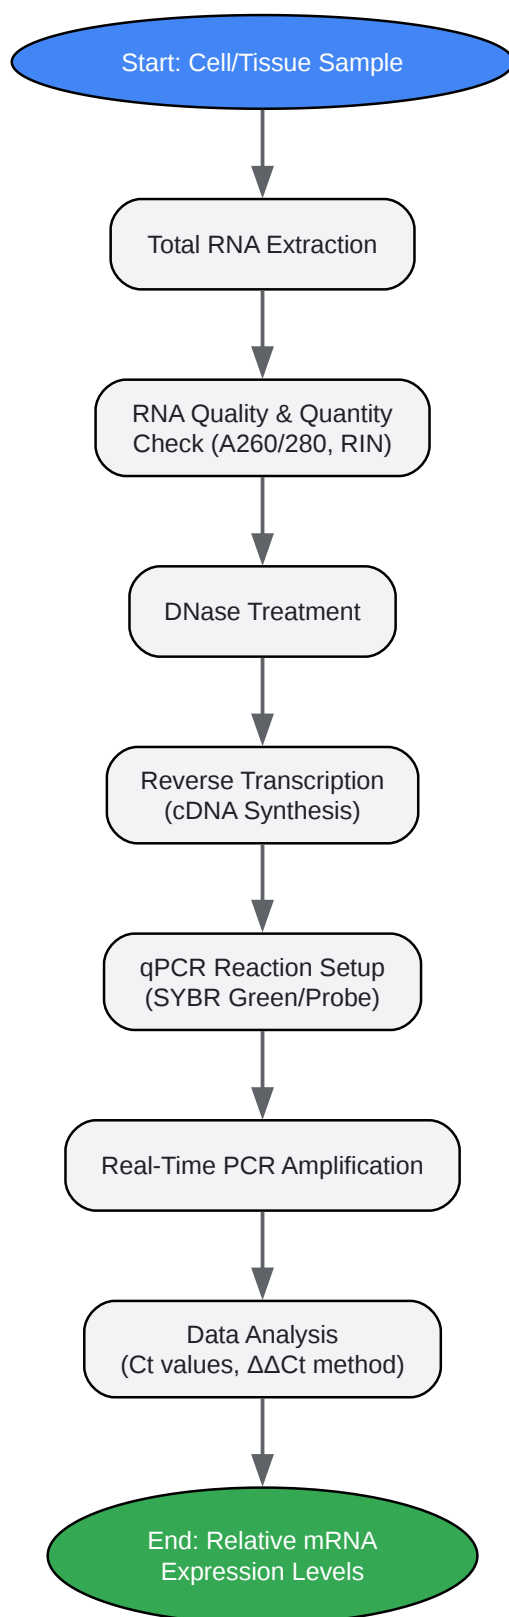 Start: Cell/Tissue Sample
Total RNA Extraction
RNA Quality & Quantity
Check (A260/280, RIN)
DNase Treatment
Reverse Transcription
(cDNA Synthesis)
qPCR Reaction Setup
(SYBR Green/Probe)
Real-Time PCR Amplification
Data Analysis
(Ct values, ΔΔCt method)
End: Relative mRNA
Expression Levels